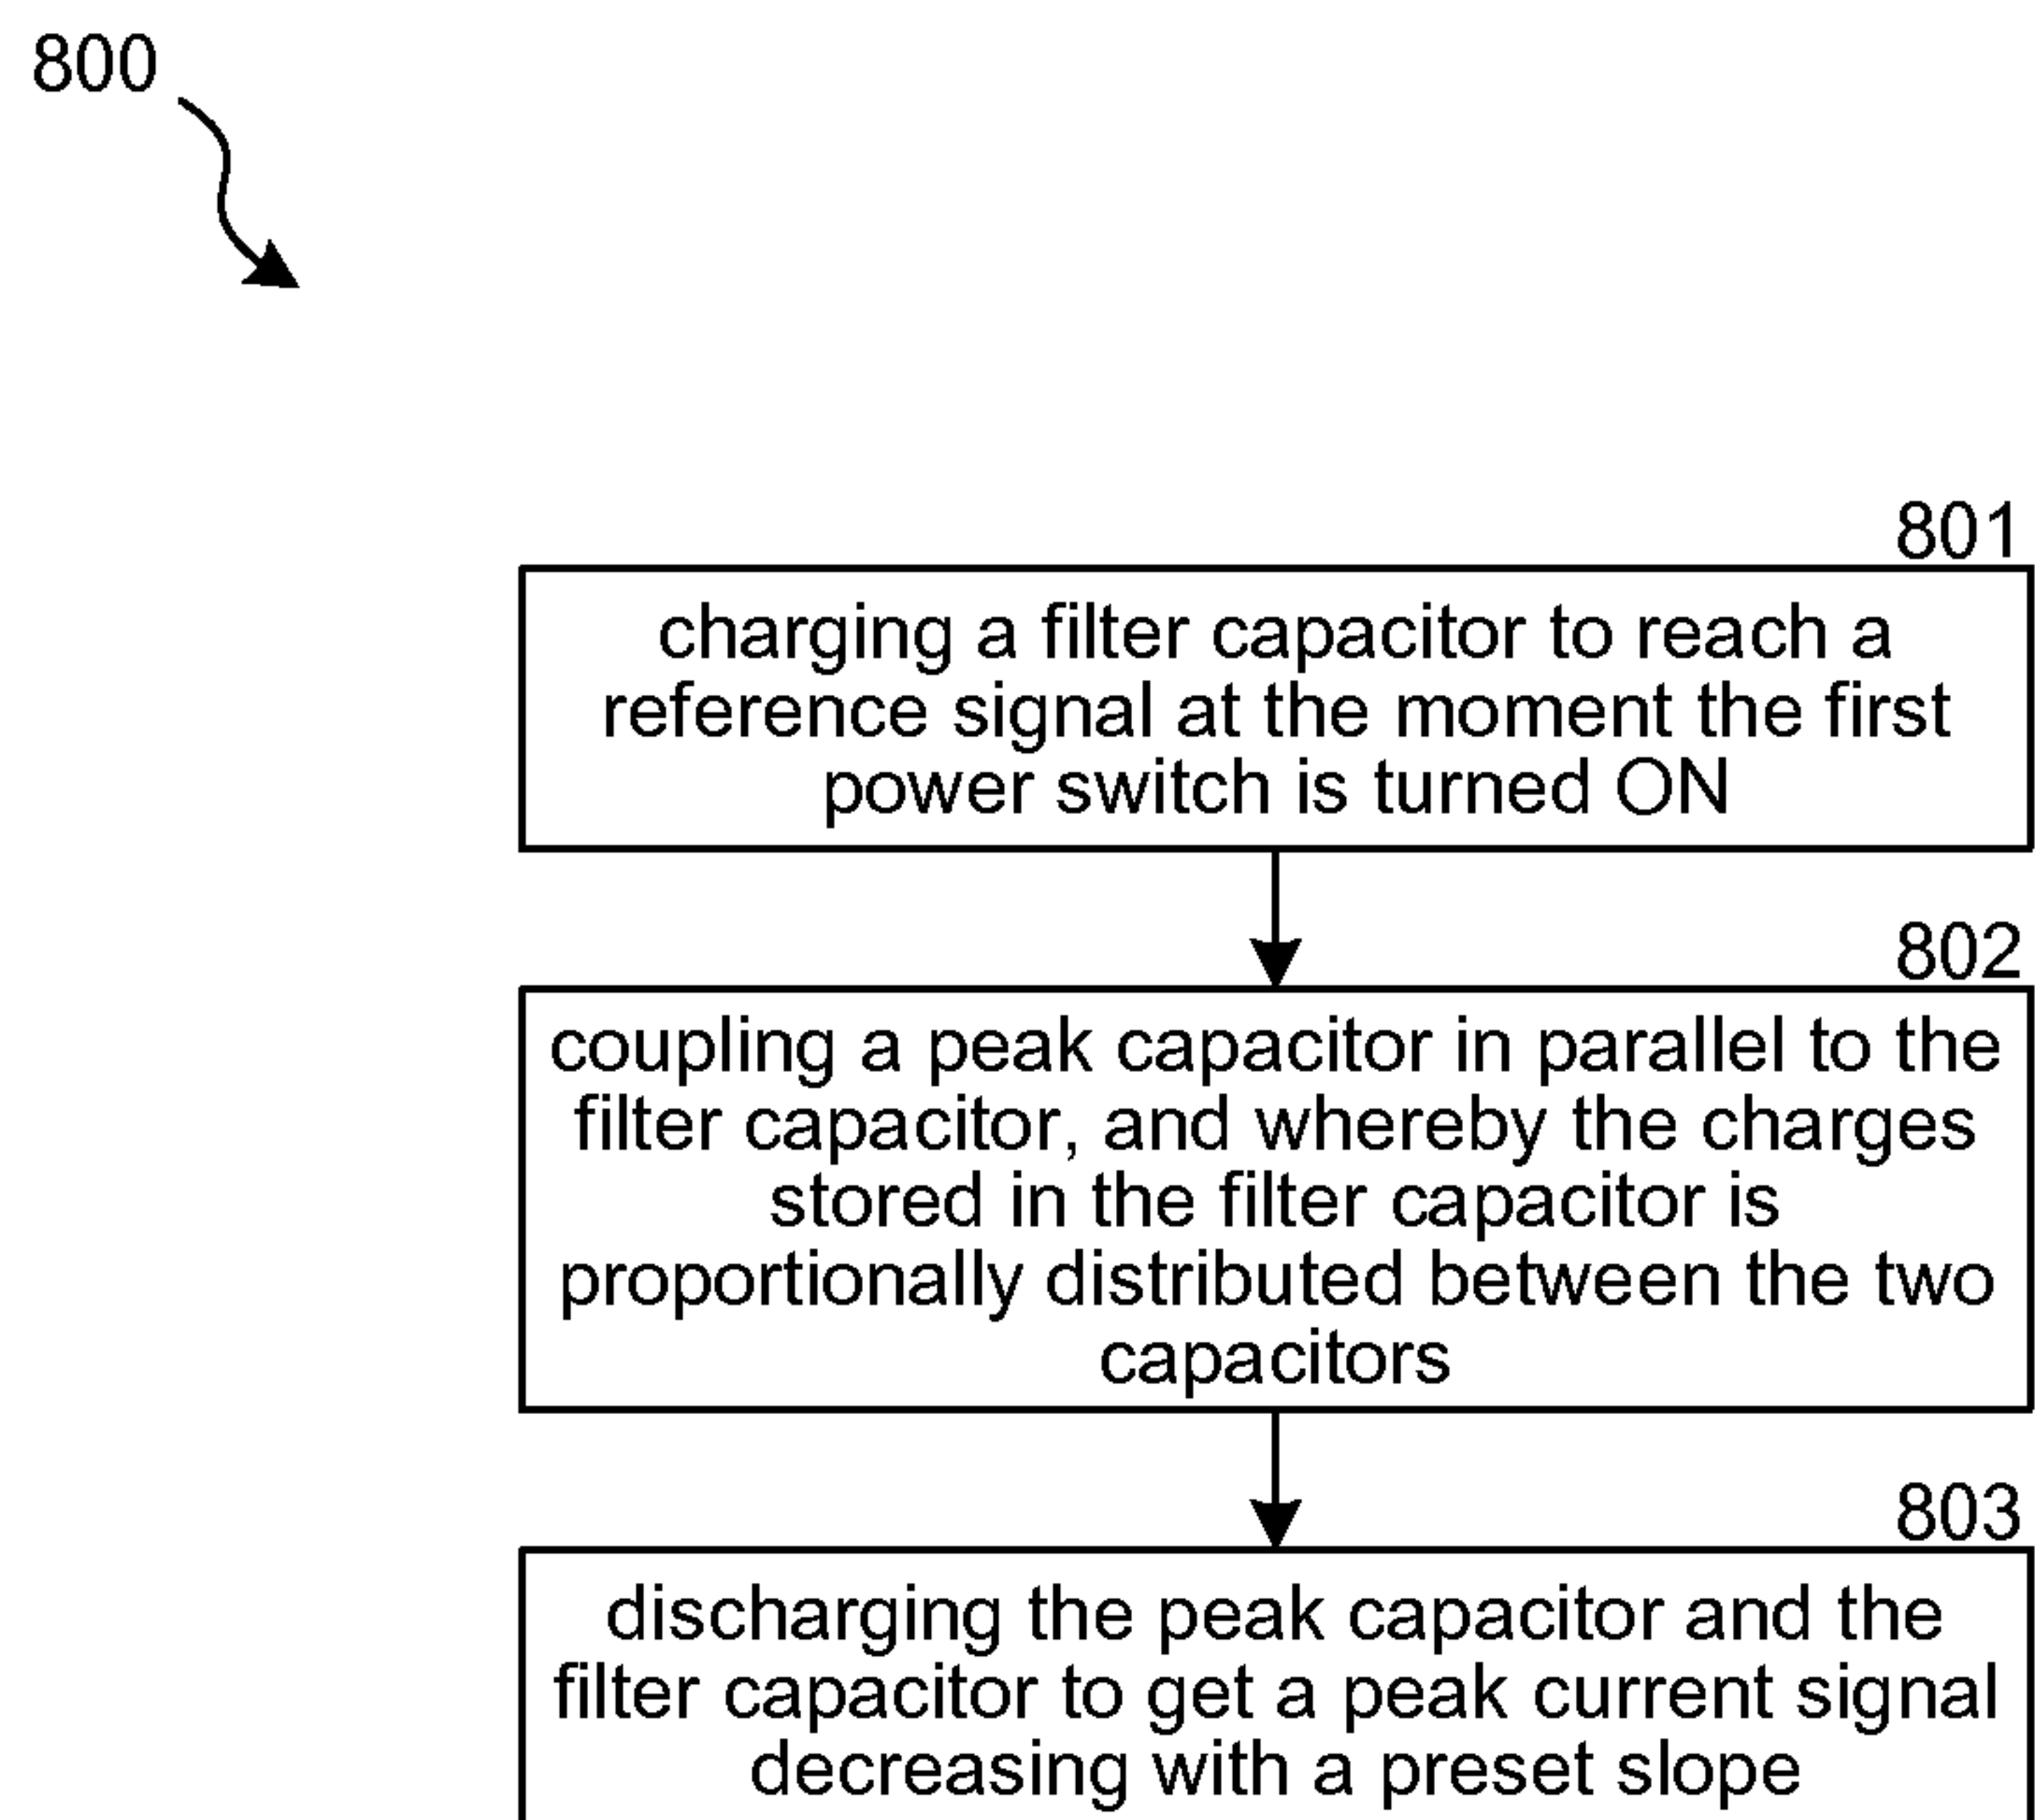 800
801
charging a filter capacitor to reach a
reference signal at the moment the first
power switch is turned ON
802
coupling a peak capacitor in parallel to the
filter capacitor, and whereby the charges
stored in the filter capacitor is
proportionally distributed between the two
capacitors
803
discharging the peak capacitor and the
filter capacitor to get a peak current signal
decreasing with a preset slope